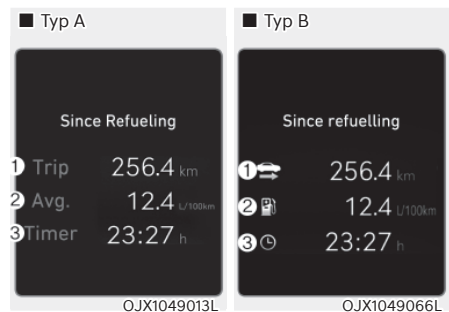 ■ Typ A
Since Refueling
1 Trip 256.4 km
2 Avg. 12.4 L/100km
3 Timer 23:27 h
OJX1049013L
■ Typ B
Since refuelling
1 256.4 km
2 12.4 L/100km
3 23:27 h
OJX1049066L